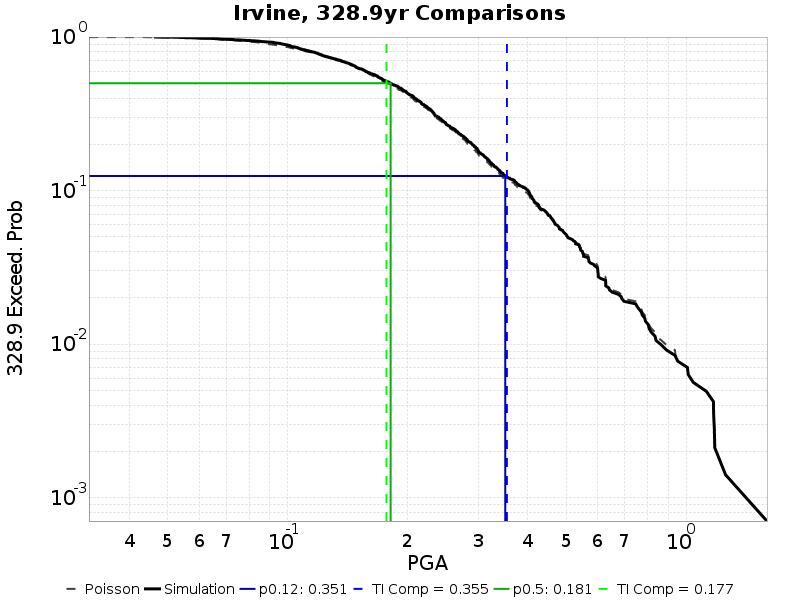 Irvine, 328.9yr Comparisons
10^0
10^-1
10^-2
10^-3
328.9 Exceed. Prob
4 5 6 7 10^-1 2 3 4 5 6 7 10^0
PGA
Poisson Simulation p0.12: 0.351 TI Comp = 0.355 p0.5: 0.181 TI Comp = 0.177